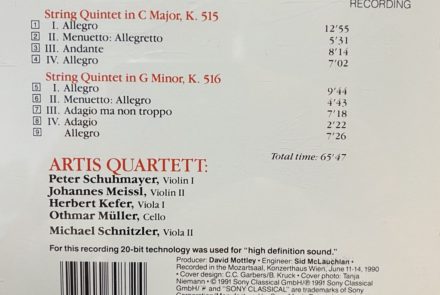 RECORDING
String Quintet in C Major, K. 515
1 I. Allegro 12'55
2 II. Menuetto: Allegretto 5'31
3 III. Andante 8'14
4 IV. Allegro 7'02
String Quintet in G Minor, K. 516
5 I. Allegro 9'44
6 II. Menuetto: Allegro 4'43
7 III. Adagio ma non troppo 7'18
8 IV. Adagio 2'22
9 Allegro 7'26
Total time: 65'47
ARTIS QUARTETT:
Peter Schuhmayer, Violin I
Johannes Meissl, Violin II
Herbert Kefer, Viola I
Othmar Müller, Cello
Michael Schnitzler, Viola II
For this recording 20-bit technology was used for "high definition sound."
Producer: David Mottley • Engineer: Sid McLauchlan •
Recorded in the Mozartsaal, Konzerthaus Wien, June 11-14, 1990
• Cover design: C.C. Garbers/B. Kruck • Cover photo: Tanja
Niemann • © 1991 Sony Classical GmbH/℗ 1991 Sony Classical
GmbH/ and "SONY CLASSICAL" are trademarks of Sony